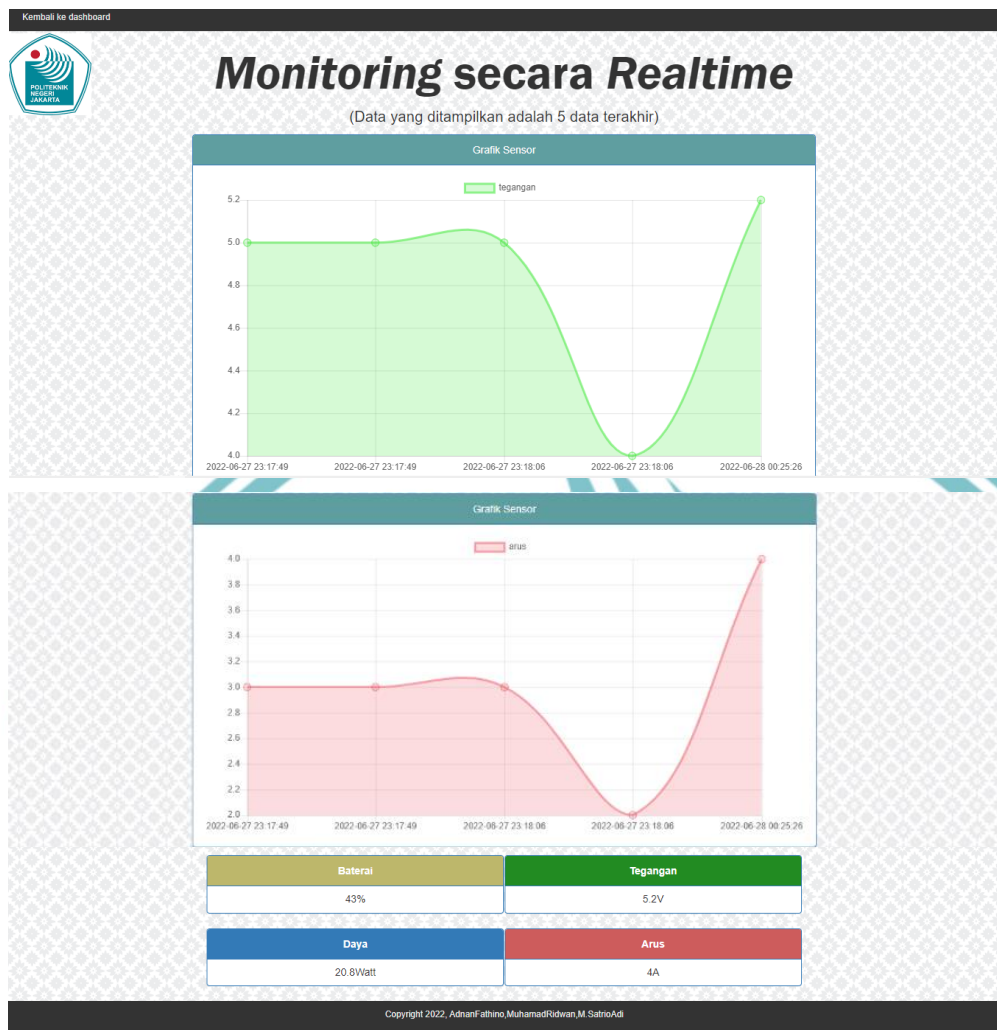 Kembali ke dashboard
POLITEKNIK
NEGERI
JAKARTA
Monitoring secara Realtime
(Data yang ditampilkan adalah 5 data terakhir)
Grafik Sensor
tegangan
5.2
5.0
4.8
4.6
4.4
4.2
4.0
2022-06-27 23:17:49 2022-06-27 23:17:49 2022-06-27 23:18:06 2022-06-27 23:18:06 2022-06-28 00:25:26
Grafik Sensor
arus
4.0
3.8
3.6
3.4
3.2
3.0
2.8
2.6
2.4
2.2
2.0
2022-06-27 23:17:49 2022-06-27 23:17:49 2022-06-27 23:18:06 2022-06-27 23:18:06 2022-06-28 00:25:26
Baterai Tegangan
43% 5.2V
Daya Arus
20.8Watt 4A
Copyright 2022, AdnanFathino,MuhamadRidwan,M.SatrioAdi